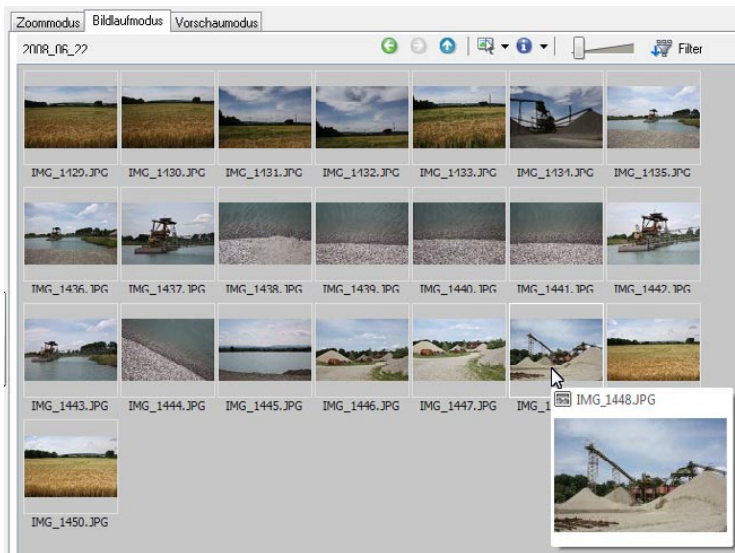 Zoommodus Bildlaufmodus Vorschaumodus
2008_06_22 Filter
IMG_1429.JPG IMG_1430.JPG IMG_1431.JPG IMG_1432.JPG IMG_1433.JPG IMG_1434.JPG IMG_1435.JPG
IMG_1436.JPG IMG_1437.JPG IMG_1438.JPG IMG_1439.JPG IMG_1440.JPG IMG_1441.JPG IMG_1442.JPG
IMG_1443.JPG IMG_1444.JPG IMG_1445.JPG IMG_1446.JPG IMG_1447.JPG IMG_1
IMG_1448.JPG
IMG_1450.JPG